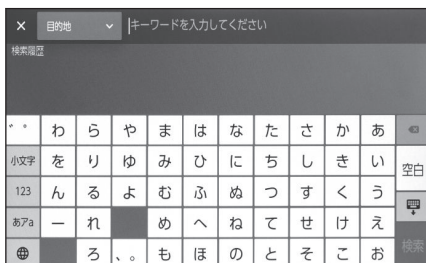 × 目的地 キーワードを入力してください
検索履歴
゛゜ わ ら や ま は な た さ か あ
小文字 を り ゆ み ひ に ち し き い 空白
123 ん る よ む ふ ぬ つ す く う
あアa ー れ め へ ね て せ け え
ろ 、。 も ほ の と そ こ お 検索